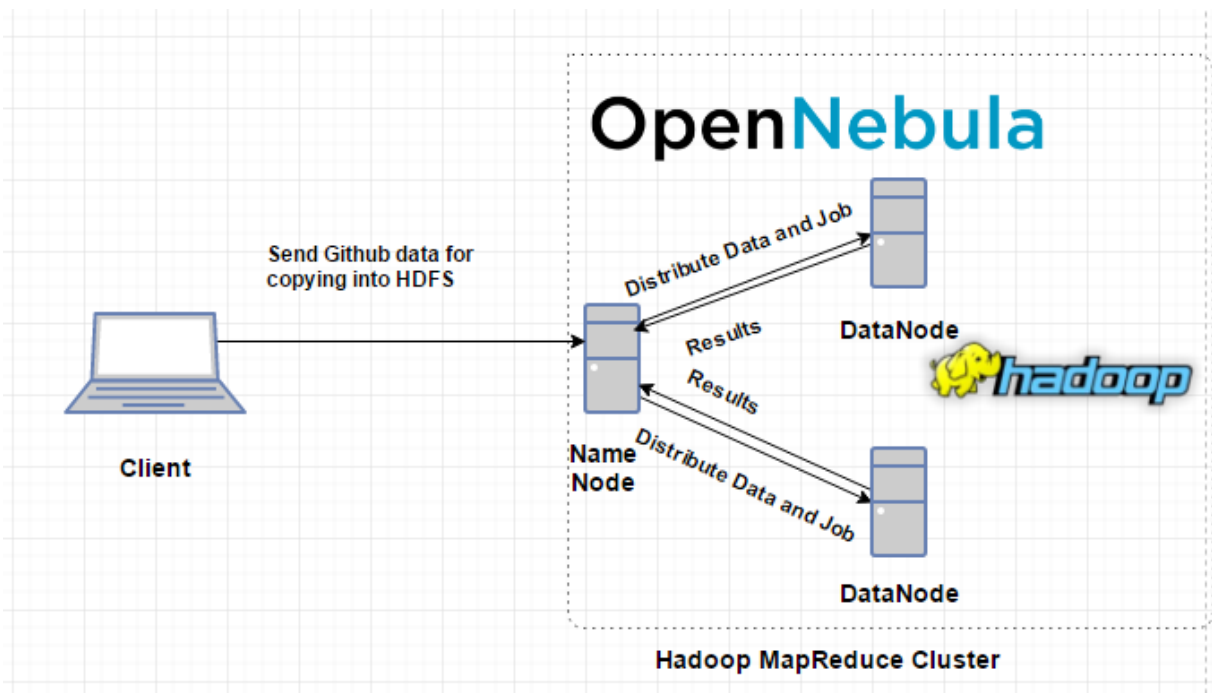 OpenNebula
Send Github data for
copying into HDFS
Distribute Data and Job
Results
DataNode
hadoop
Results
Distribute Data and Job
Name
Node
Client
DataNode
Hadoop MapReduce Cluster